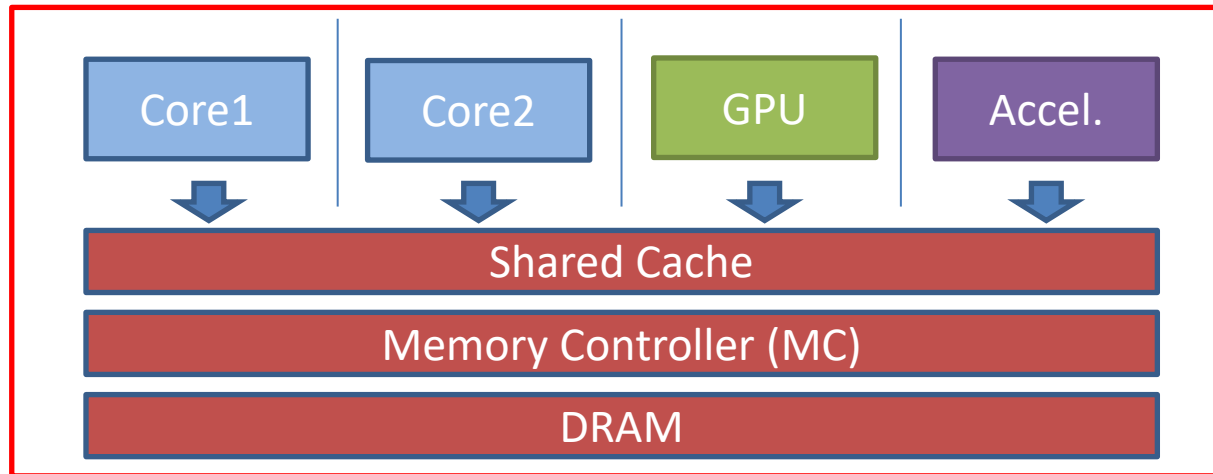 Core1
Core2
GPU
Accel.
Shared Cache
Memory Controller (MC)
DRAM